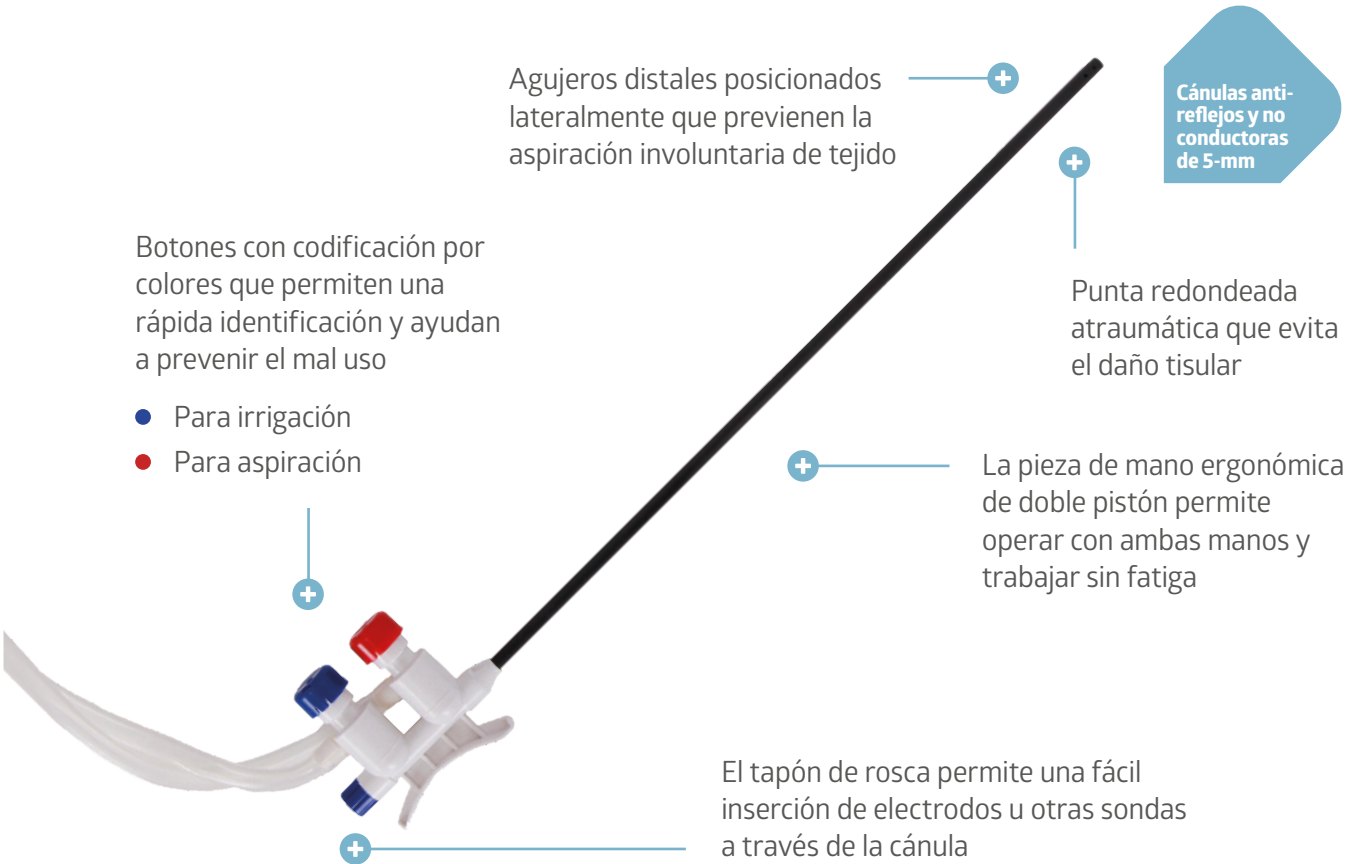 Agujeros distales posicionados
lateralmente que previenen la
aspiración involuntaria de tejido
Cánulas anti-
reflejos y no
conductoras
de 5-mm
Botones con codificación por
colores que permiten una
rápida identificación y ayudan
a prevenir el mal uso
Para irrigación
Para aspiración
Punta redondeada
atraumática que evita
el daño tisular
La pieza de mano ergonómica
de doble pistón permite
operar con ambas manos y
trabajar sin fatiga
El tapón de rosca permite una fácil
inserción de electrodos u otras sondas
a través de la cánula